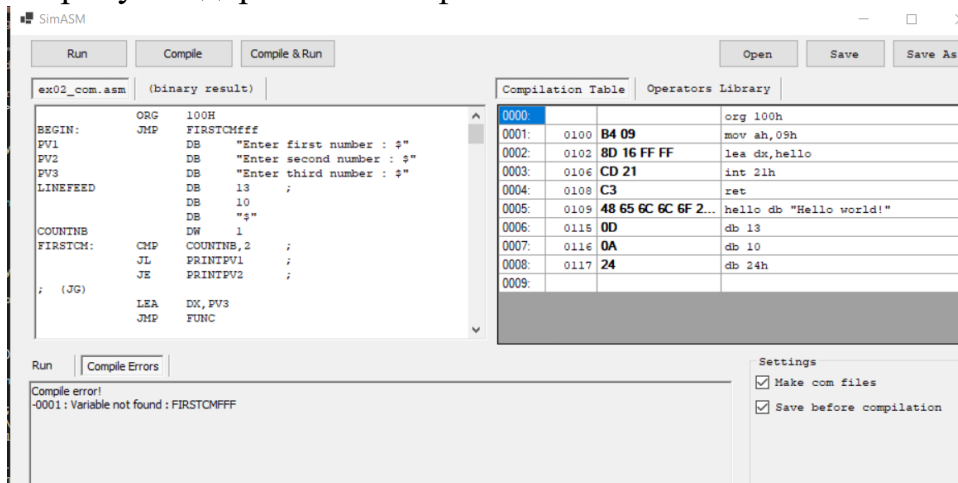 SimASM
Run Compile Compile & Run Open Save Save As
ex02_com.asm (binary result) Compilation Table Operators Library
ORG 100H
BEGIN: JMP FIRSTCMfff
PV1 DB "Enter first number : $"
PV2 DB "Enter second number : $"
PV3 DB "Enter third number : $"
LINEFEED DB 13 ;
DB 10
DB "$"
COUNTNB DW 1
FIRSTCM: CMP COUNTNB,2 ;
JL PRINTPV1 ;
JE PRINTPV2 ;
; (JG)
LEA DX,PV3
JMP FUNC
0000: org 100h
0001: 0100 B4 09 mov ah,09h
0002: 0102 8D 16 FF FF lea dx,hello
0003: 0106 CD 21 int 21h
0004: 0108 C3 ret
0005: 0109 48 65 6C 6C 6F 2... hello db "Hello world!"
0006: 0115 0D db 13
0007: 0116 0A db 10
0008: 0117 24 db 24h
0009:
Run Compile Errors
Compile error!
-0001 : Variable not found : FIRSTCMFFF
Settings
Make com files
Save before compilation